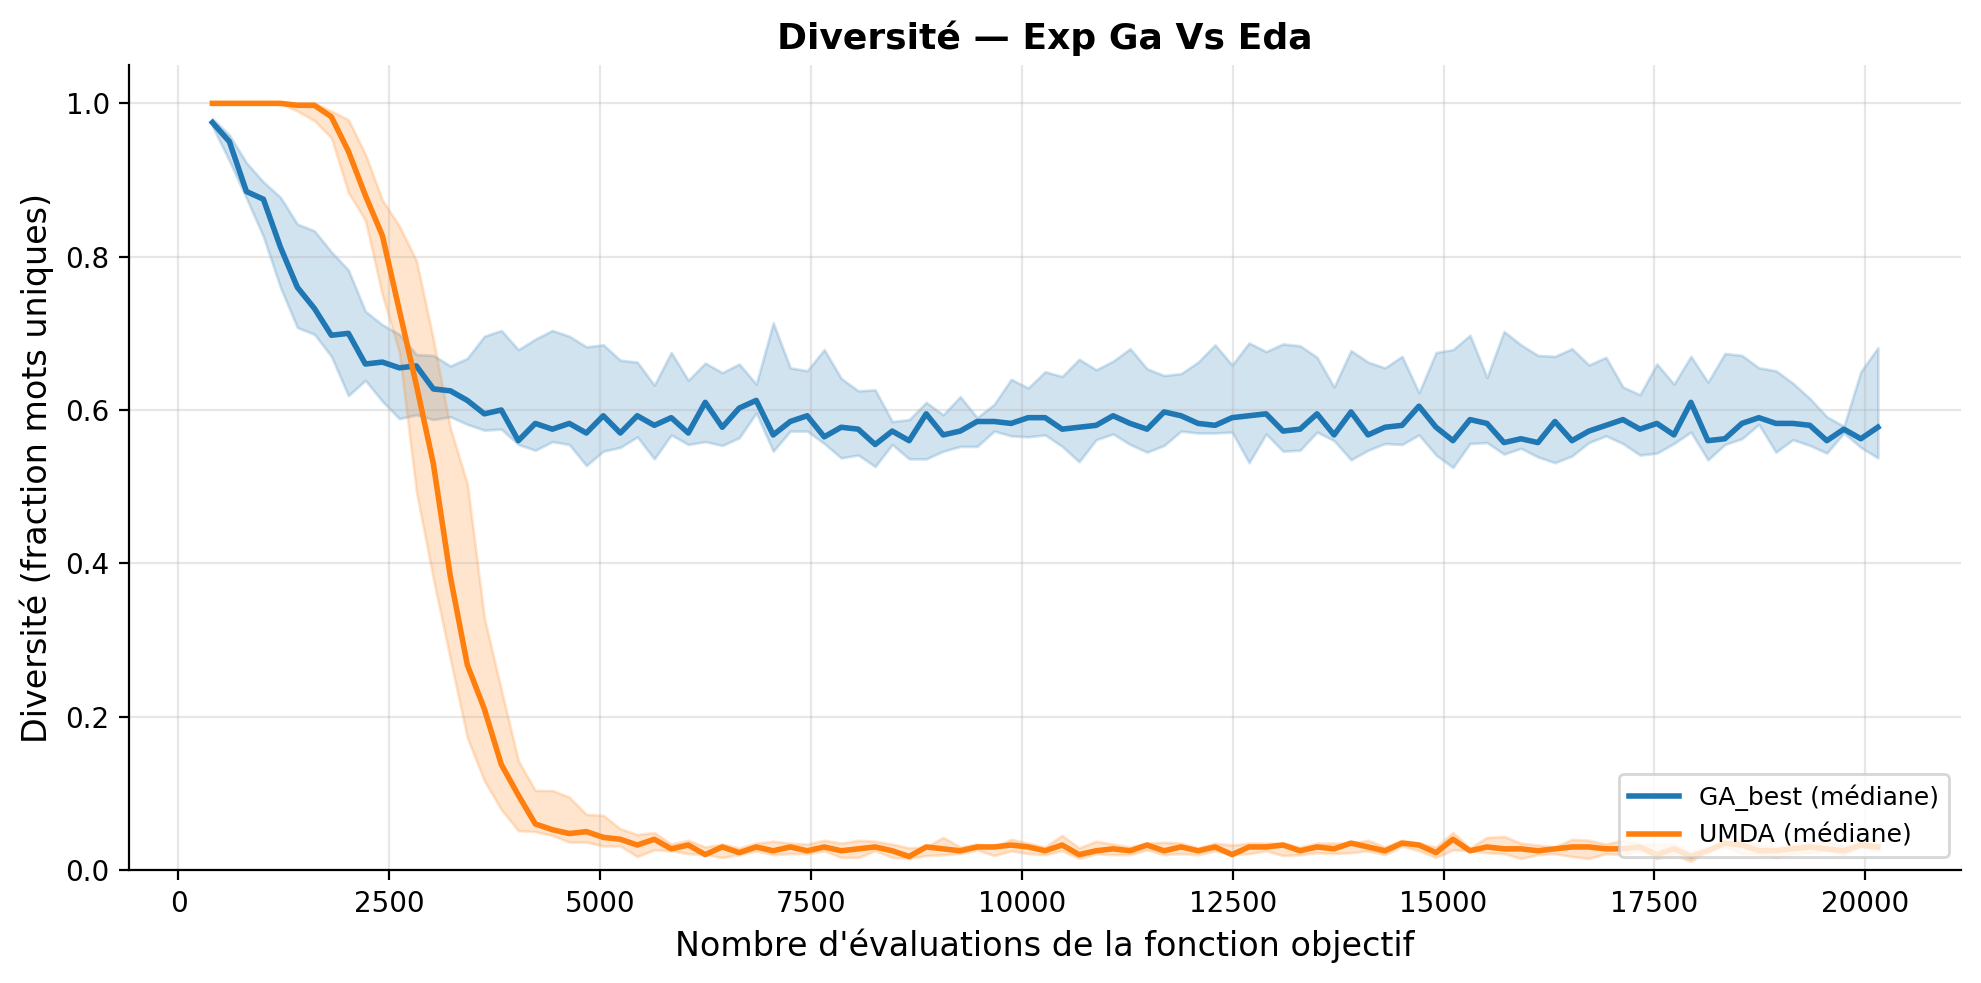 Diversité — Exp Ga Vs Eda
Diversité (fraction mots uniques)
1.0
0.8
0.6
0.4
0.2
0.0
0 2500 5000 7500 10000 12500 15000 17500 20000
Nombre d'évaluations de la fonction objectif
GA_best (médiane)
UMDA (médiane)